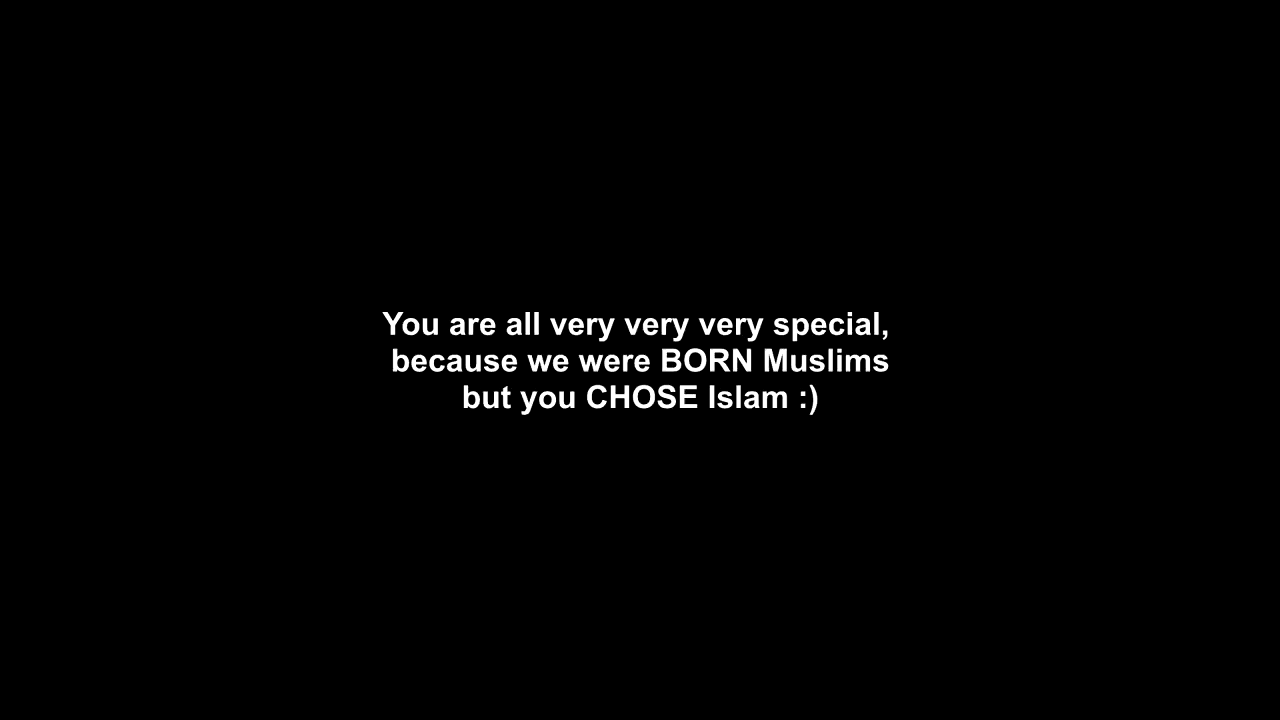 You are all very very very special,
because we were BORN Muslims
but you CHOSE Islam :)